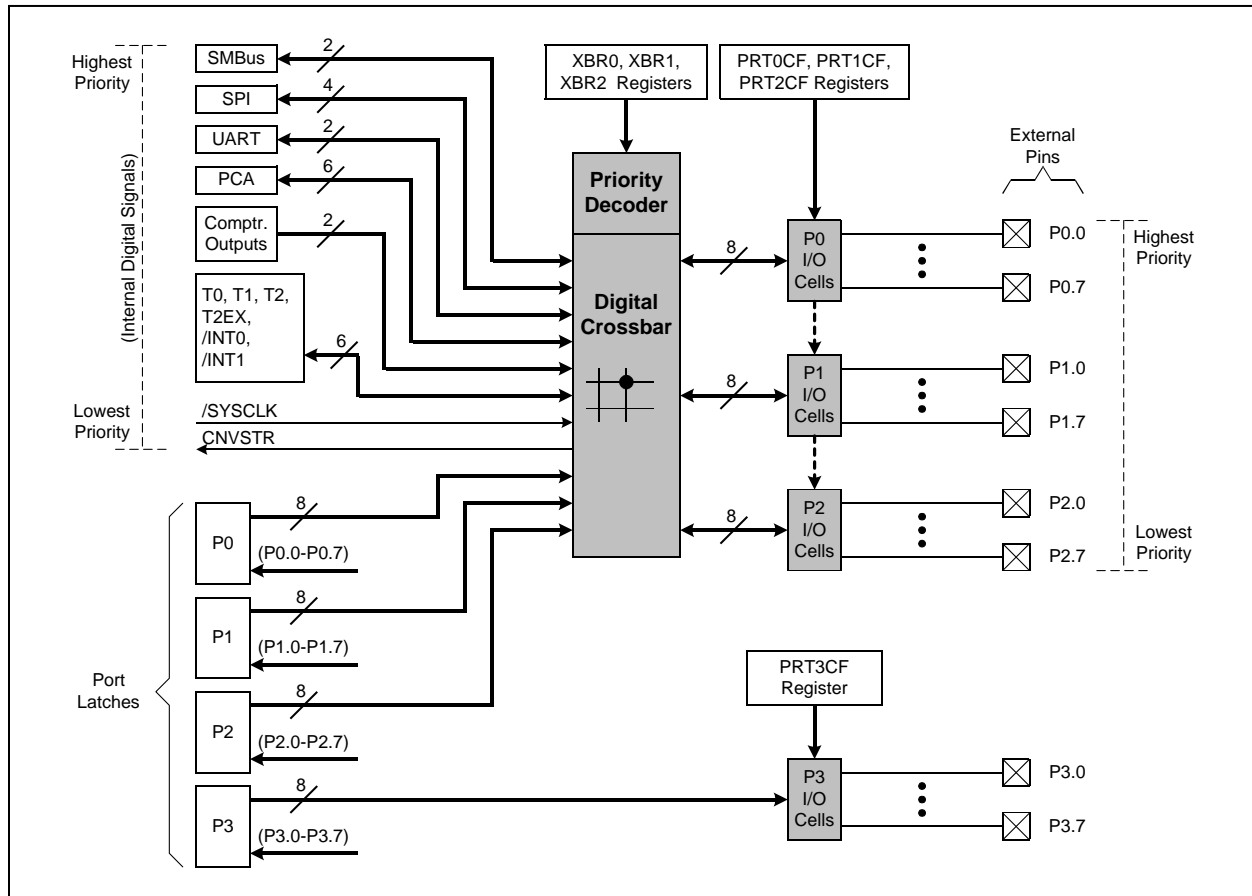 Highest
Priority
(Internal Digital Signals)
Lowest
Priority
SMBus
2
SPI
4
UART
2
PCA
6
Comptr.
Outputs
2
T0, T1, T2,
T2EX,
/INT0,
/INT1
6
/SYSCLK
CNVSTR
XBR0, XBR1,
XBR2 Registers
PRT0CF, PRT1CF,
PRT2CF Registers
Priority
Decoder
Digital
Crossbar
External
Pins
8
P0
I/O
Cells
P0.0
P0.7
8
P1
I/O
Cells
P1.0
P1.7
8
P2
I/O
Cells
P2.0
P2.7
Highest
Priority
Lowest
Priority
Port
Latches
P0
8
(P0.0-P0.7)
P1
8
(P1.0-P1.7)
P2
8
(P2.0-P2.7)
P3
8
(P3.0-P3.7)
PRT3CF
Register
P3
I/O
Cells
P3.0
P3.7